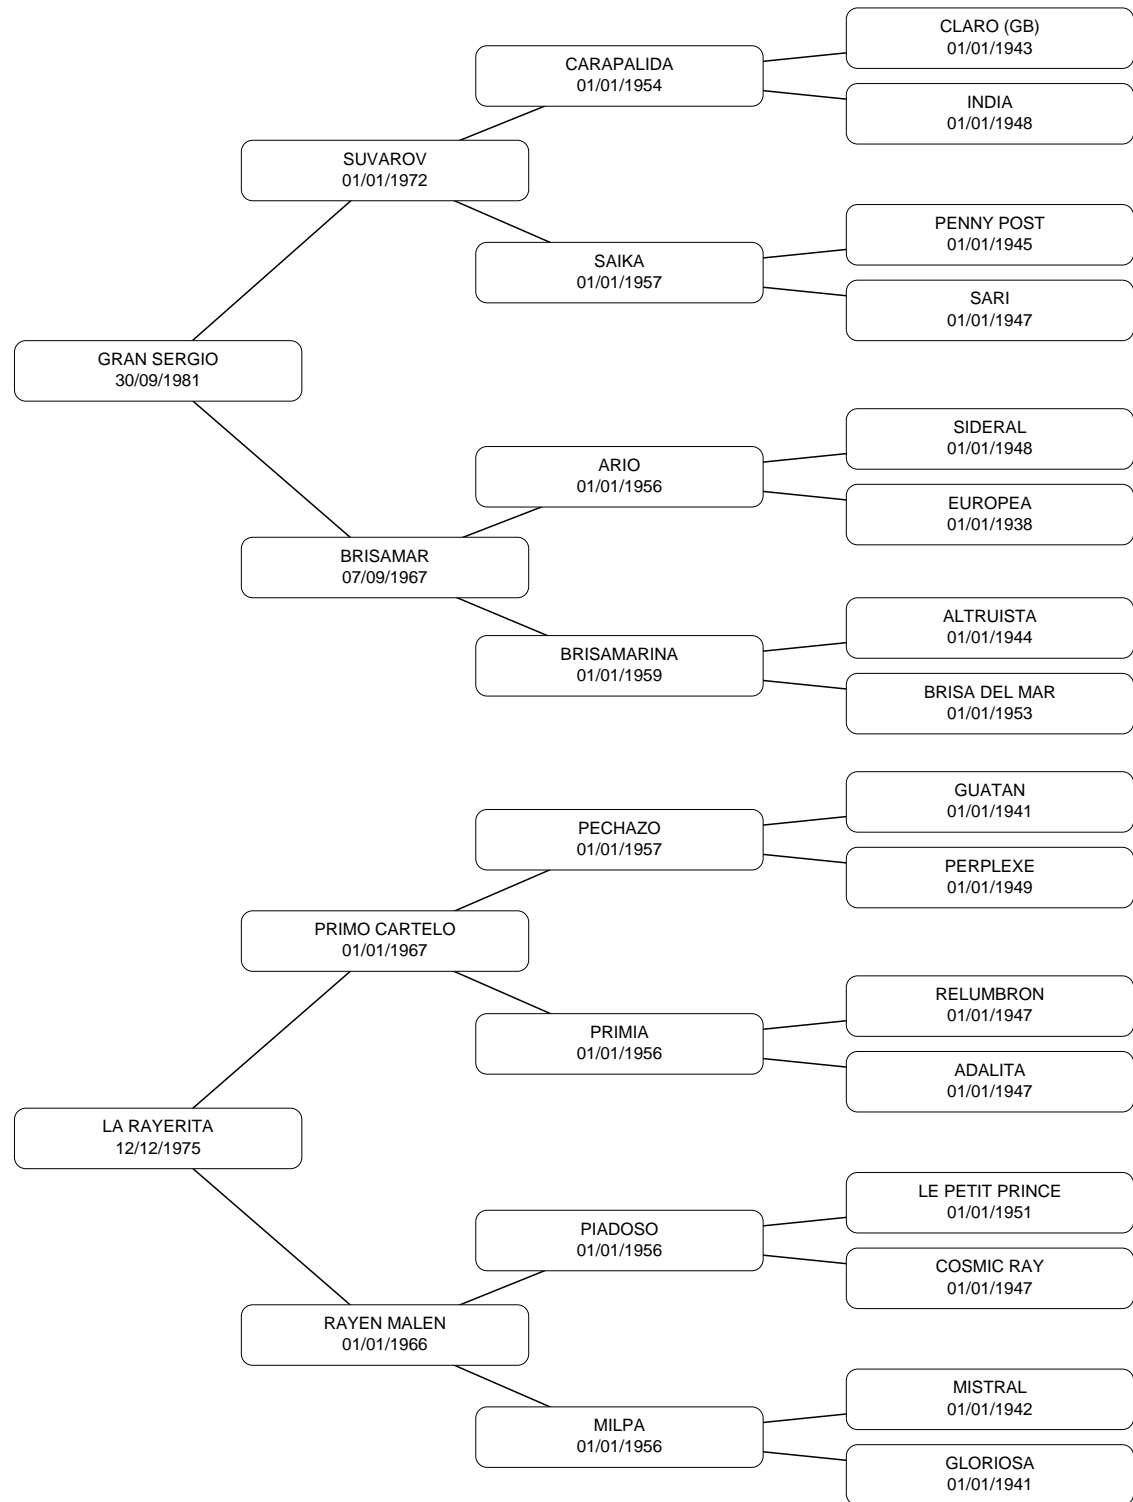 CLARO (GB)
01/01/1943
CARAPALIDA
01/01/1954
INDIA
01/01/1948
SUVAROV
01/01/1972
PENNY POST
01/01/1945
SAIKA
01/01/1957
SARI
01/01/1947
GRAN SERGIO
30/09/1981
SIDERAL
01/01/1948
ARIO
01/01/1956
EUROPEA
01/01/1938
BRISAMAR
07/09/1967
ALTRUISTA
01/01/1944
BRISAMARINA
01/01/1959
BRISA DEL MAR
01/01/1953
GUATAN
01/01/1941
PECHAZO
01/01/1957
PERPLEXE
01/01/1949
PRIMO CARTELO
01/01/1967
RELUMBRON
01/01/1947
PRIMIA
01/01/1956
ADALITA
01/01/1947
LA RAYERITA
12/12/1975
LE PETIT PRINCE
01/01/1951
PIADOSO
01/01/1956
COSMIC RAY
01/01/1947
RAYEN MALEN
01/01/1966
MISTRAL
01/01/1942
MILPA
01/01/1956
GLORIOSA
01/01/1941